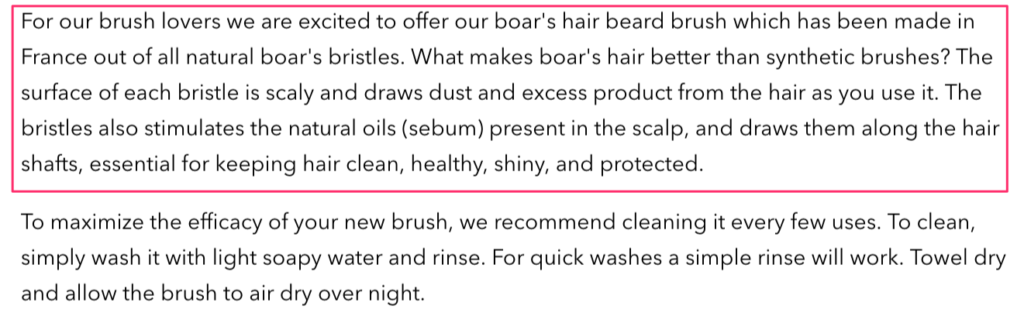 For our brush lovers we are excited to offer our boar's hair beard brush which has been made in
France out of all natural boar's bristles. What makes boar's hair better than synthetic brushes? The
surface of each bristle is scaly and draws dust and excess product from the hair as you use it. The
bristles also stimulates the natural oils (sebum) present in the scalp, and draws them along the hair
shafts, essential for keeping hair clean, healthy, shiny, and protected.
To maximize the efficacy of your new brush, we recommend cleaning it every few uses. To clean,
simply wash it with light soapy water and rinse. For quick washes a simple rinse will work. Towel dry
and allow the brush to air dry over night.